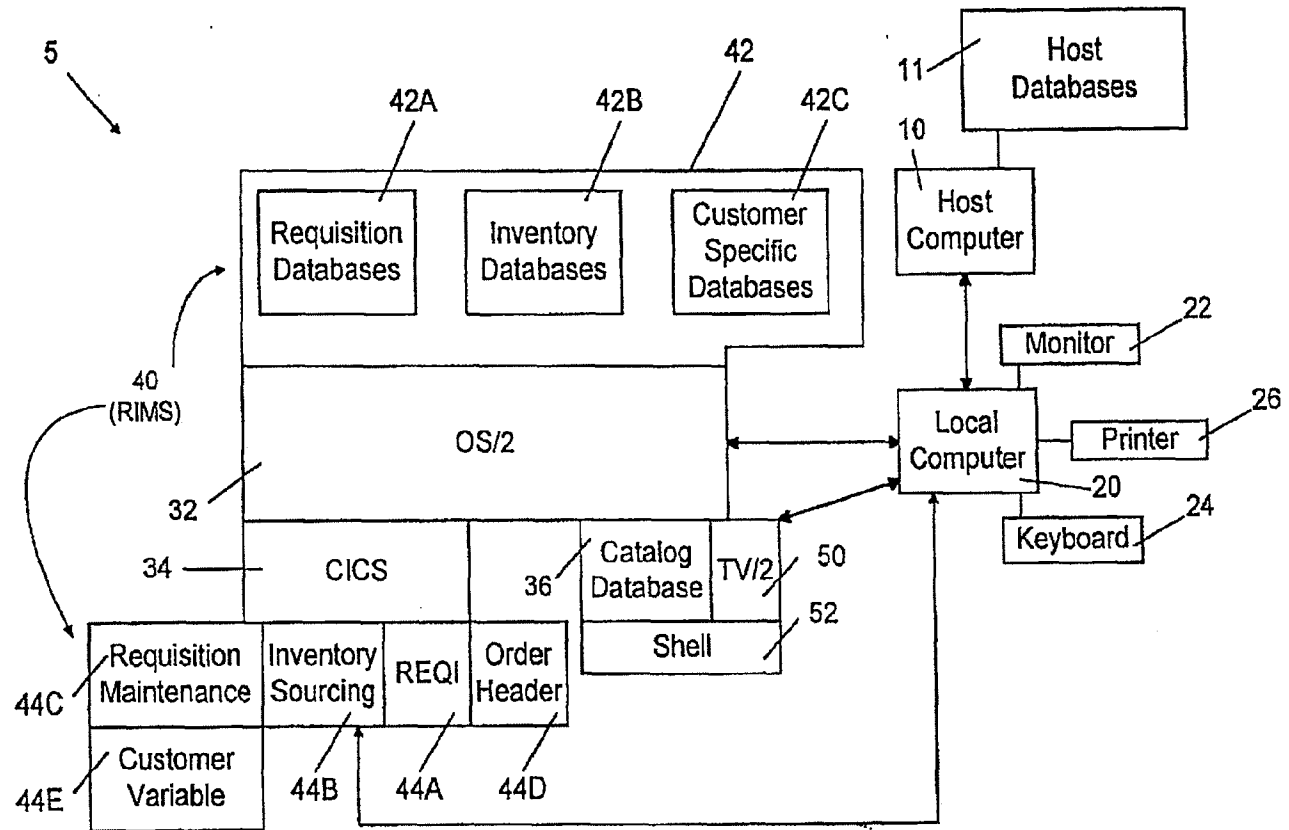 5
11
Host
Databases
42
42A
42B
42C
10
Host
Computer
Requisition
Databases
Inventory
Databases
Customer
Specific
Databases
22
Monitor
40
(RIMS)
OS/2
Local
Computer
26
Printer
20
32
24
Keyboard
34
CICS
36
Catalog
Database
TV/2
50
52
Shell
Requisition
Maintenance
Inventory
Sourcing
REQI
Order
Header
44C
Customer
Variable
44E
44B
44A
44D